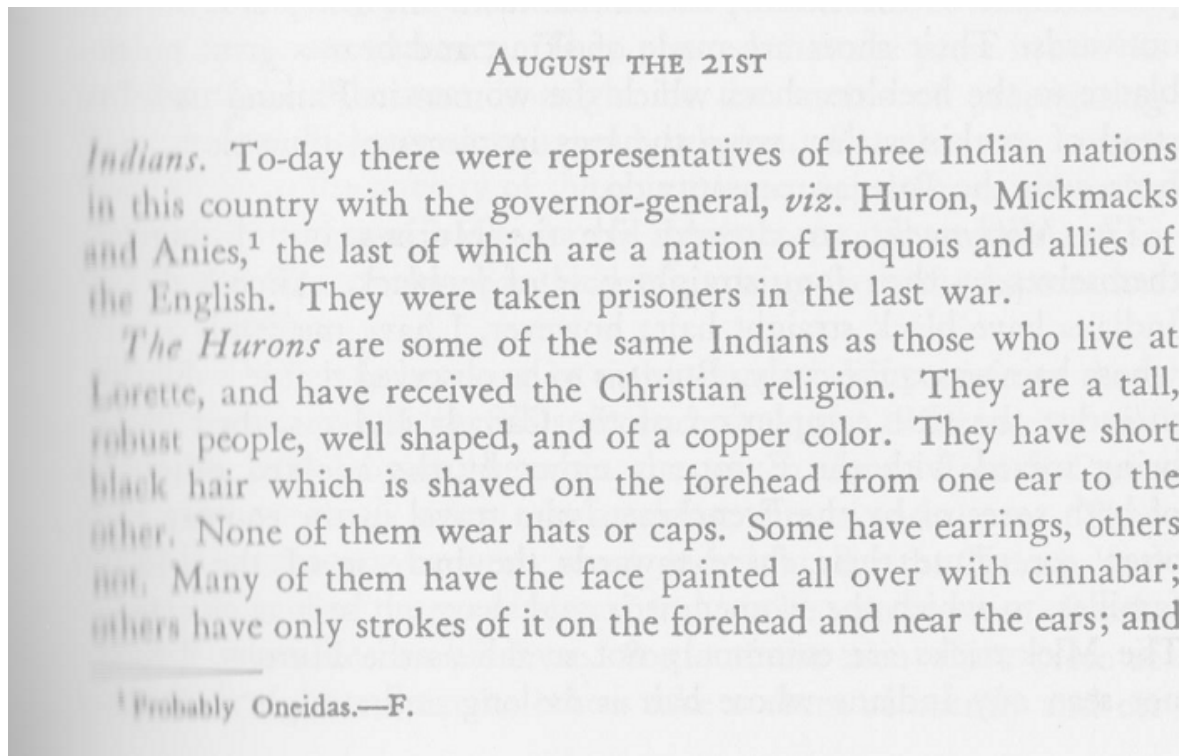 AUGUST THE 21ST
Indians. To-day there were representatives of three Indian nations
in this country with the governor-general, viz. Huron, Mickmacks
and Anies,¹ the last of which are a nation of Iroquois and allies of
the English. They were taken prisoners in the last war.
The Hurons are some of the same Indians as those who live at
Lorette, and have received the Christian religion. They are a tall,
robust people, well shaped, and of a copper color. They have short
black hair which is shaved on the forehead from one ear to the
other. None of them wear hats or caps. Some have earrings, others
not. Many of them have the face painted all over with cinnabar;
others have only strokes of it on the forehead and near the ears; and
¹ Probably Oneidas.—F.